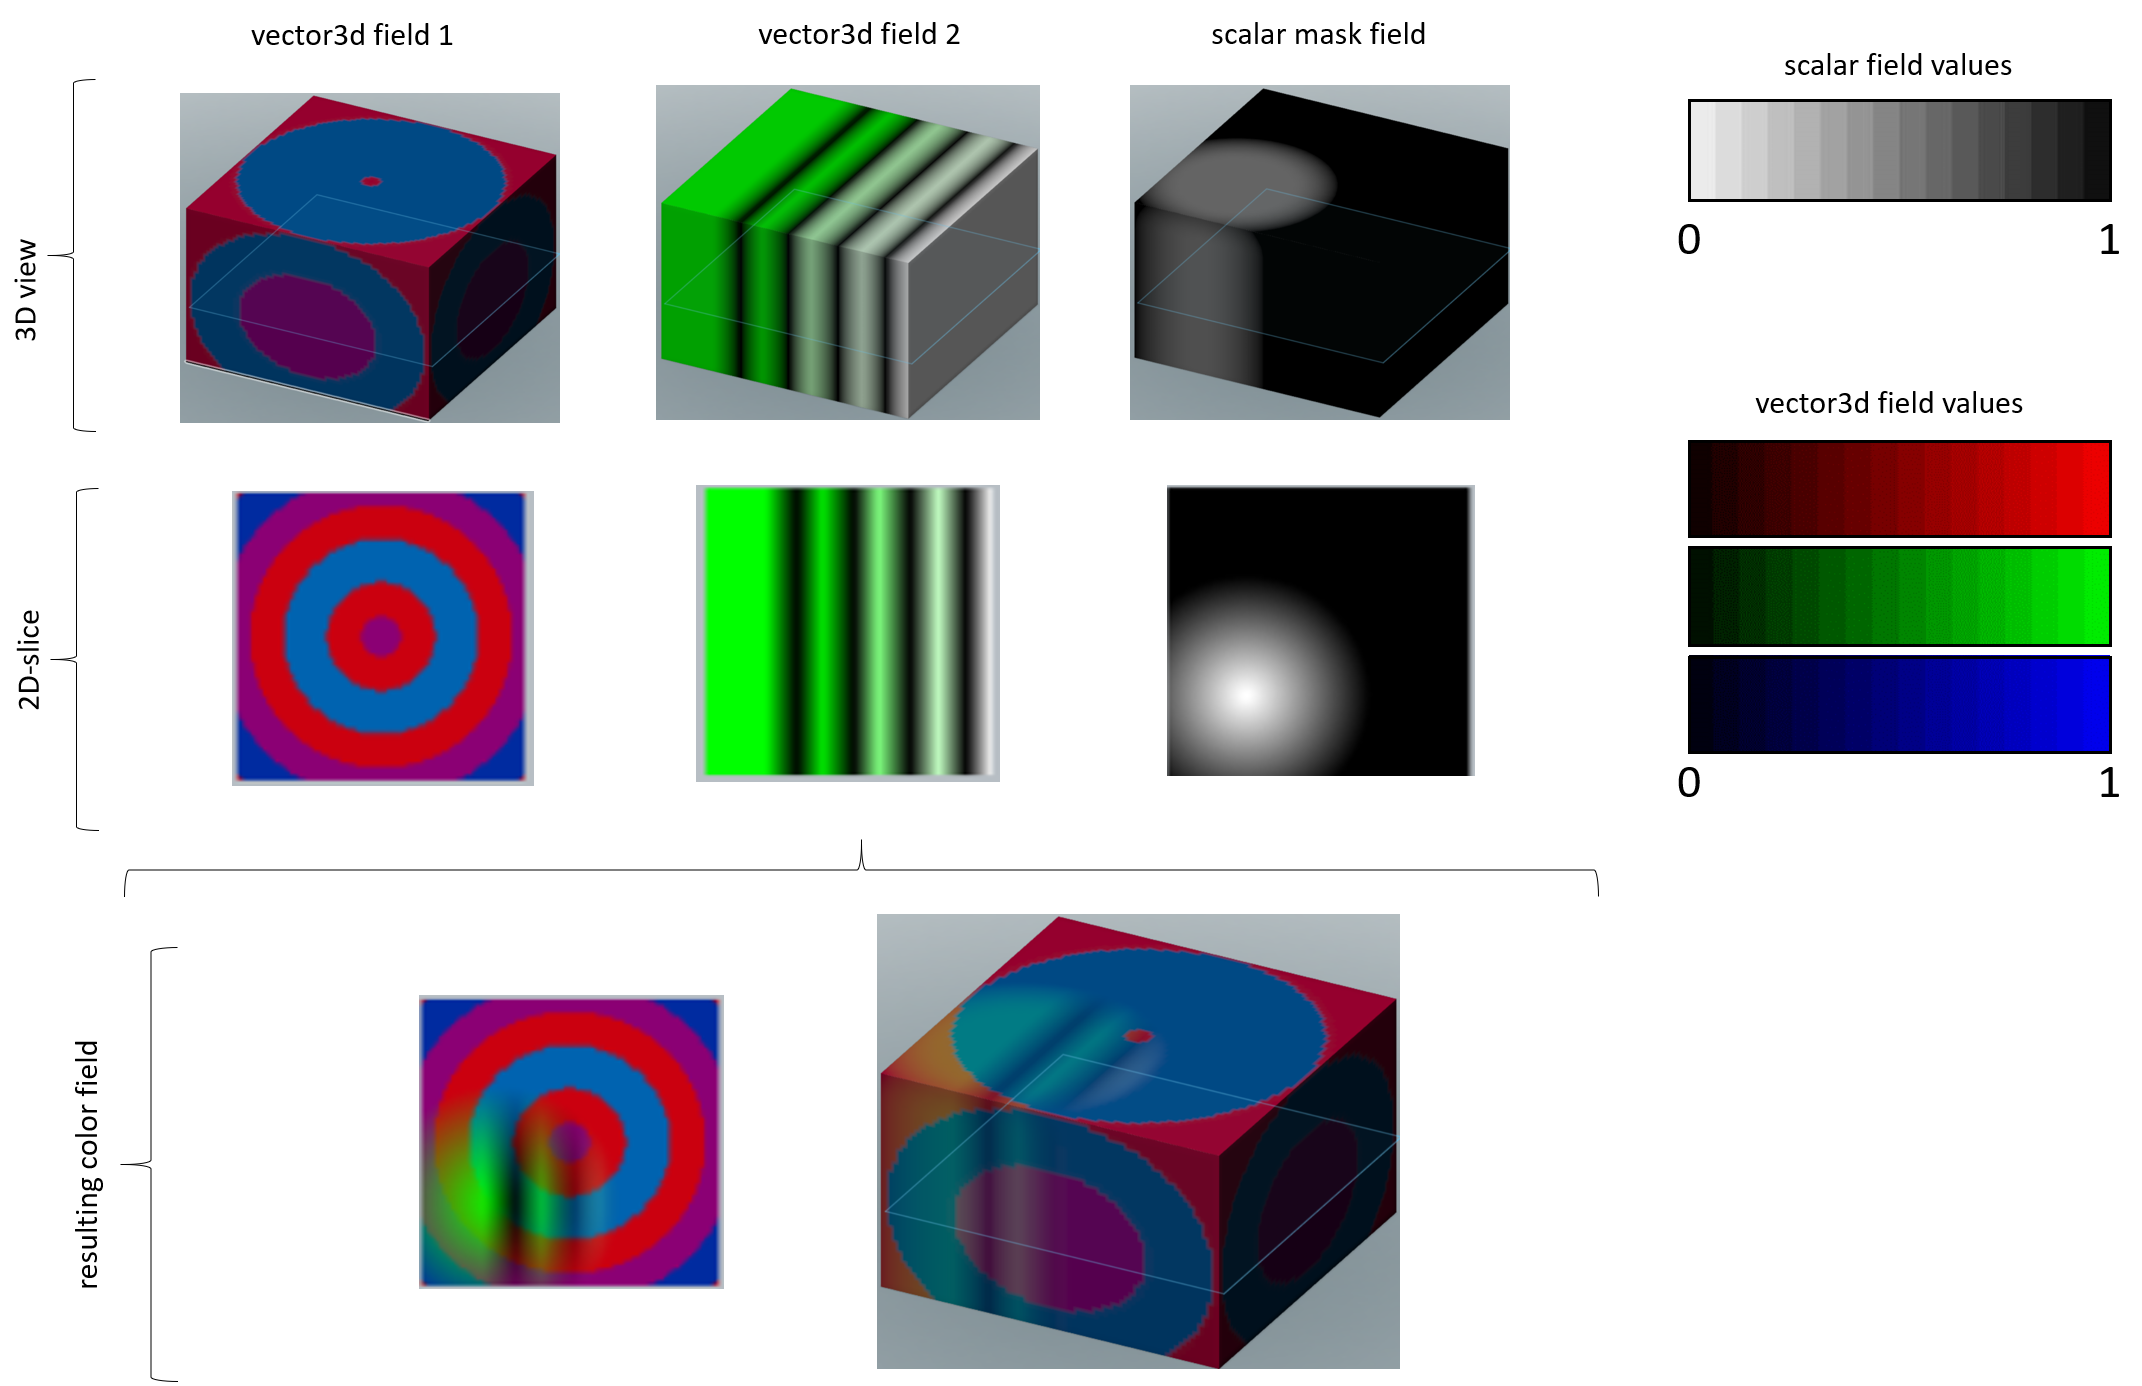 vector3d field 1
vector3d field 2
scalar mask field
scalar field values
0
1
3D view
vector3d field values
0
1
2D-slice
resulting color field